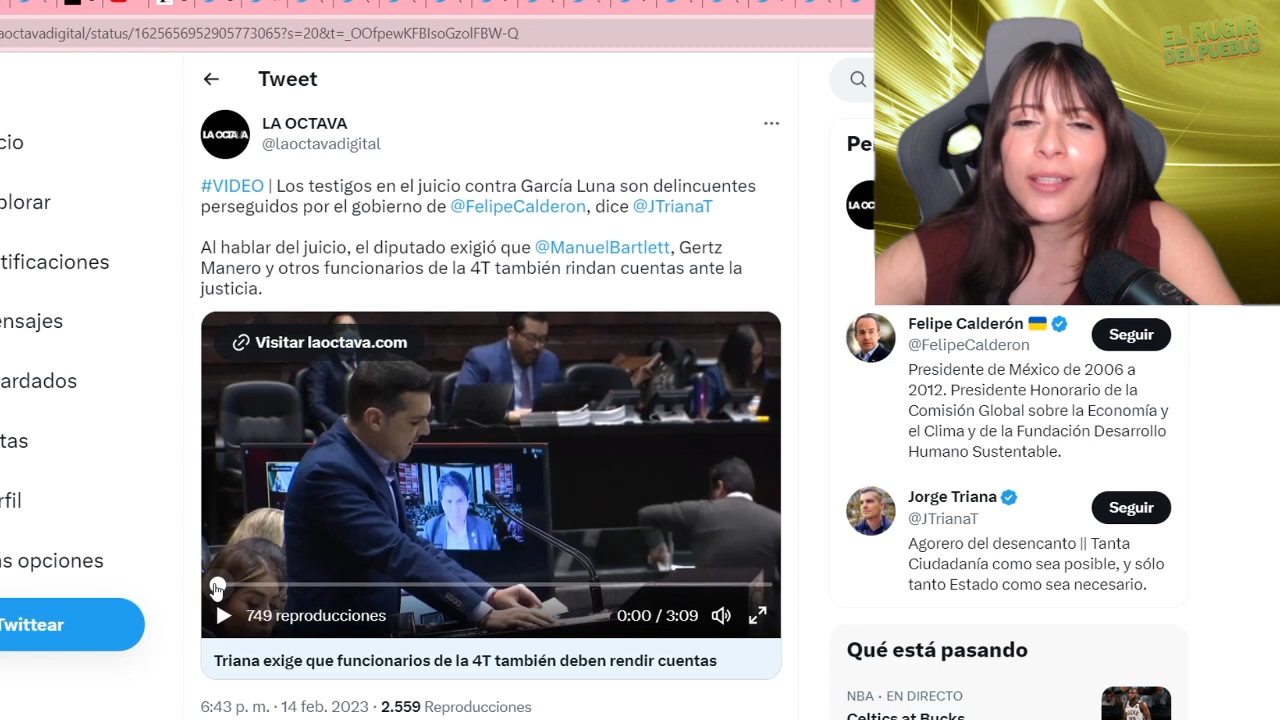 aoctavadigital/status/1625656952905773065?s=20&t=_OOfpewKFBIsoGzolFBW-Q
EL RUGIR
DEL PUEBLO
Tweet
LA OCTAVA
LA OCTAVA
@laoctavadigital
#VIDEO | Los testigos en el juicio contra García Luna son delincuentes
perseguidos por el gobierno de @FelipeCalderon, dice @JTrianaT
Al hablar del juicio, el diputado exigió que @ManuelBartlett, Gertz
Manero y otros funcionarios de la 4T también rindan cuentas ante la
justicia.
Visitar laoctava.com
749 reproducciones
0:00 / 3:09
Triana exige que funcionarios de la 4T también deben rendir cuentas
6:43 p. m. · 14 feb. 2023 · 2.559 Reproducciones
cio
plorar
tificaciones
ensajes
ardados
tas
rfil
ás opciones
Twittear
Pe
LA OC
Felipe Calderón
@FelipeCalderon
Seguir
Presidente de México de 2006 a
2012. Presidente Honorario de la
Comisión Global sobre la Economía y
el Clima y de la Fundación Desarrollo
Humano Sustentable.
Jorge Triana
@JTrianaT
Seguir
Agorero del desencanto || Tanta
Ciudadanía como sea posible, y sólo
tanto Estado como sea necesario.
Qué está pasando
NBA · EN DIRECTO
Celtics at Bucks